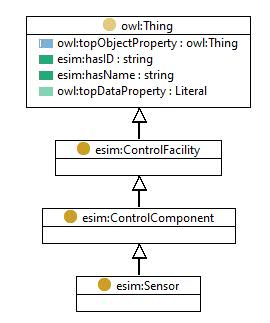 owl:Thing
owl:topObjectProperty : owl:Thing
esim:hasID : string
esim:hasName : string
owl:topDataProperty : Literal
esim:ControlFacility
esim:ControlComponent
esim:Sensor